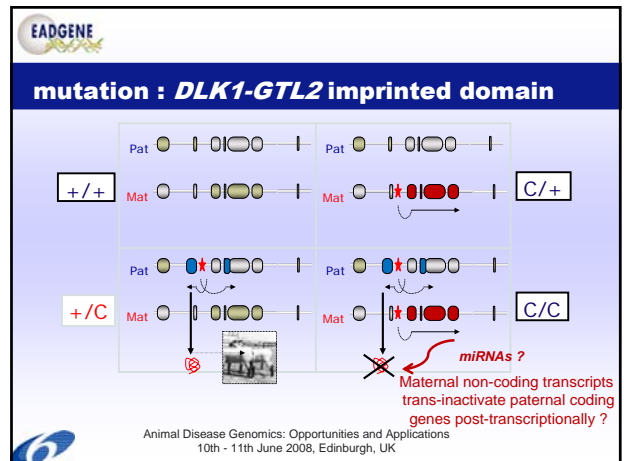 EADGENE
mutation : DLK1-GTL2 imprinted domain
Pat
Pat
+/+
Mat
Mat
C/+
Pat
Pat
+/C
Mat
Mat
C/C
miRNAs ?
Maternal non-coding transcripts
trans-inactivate paternal coding
genes post-transcriptionally ?
Animal Disease Genomics: Opportunities and Applications
10th - 11th June 2008, Edinburgh, UK
6